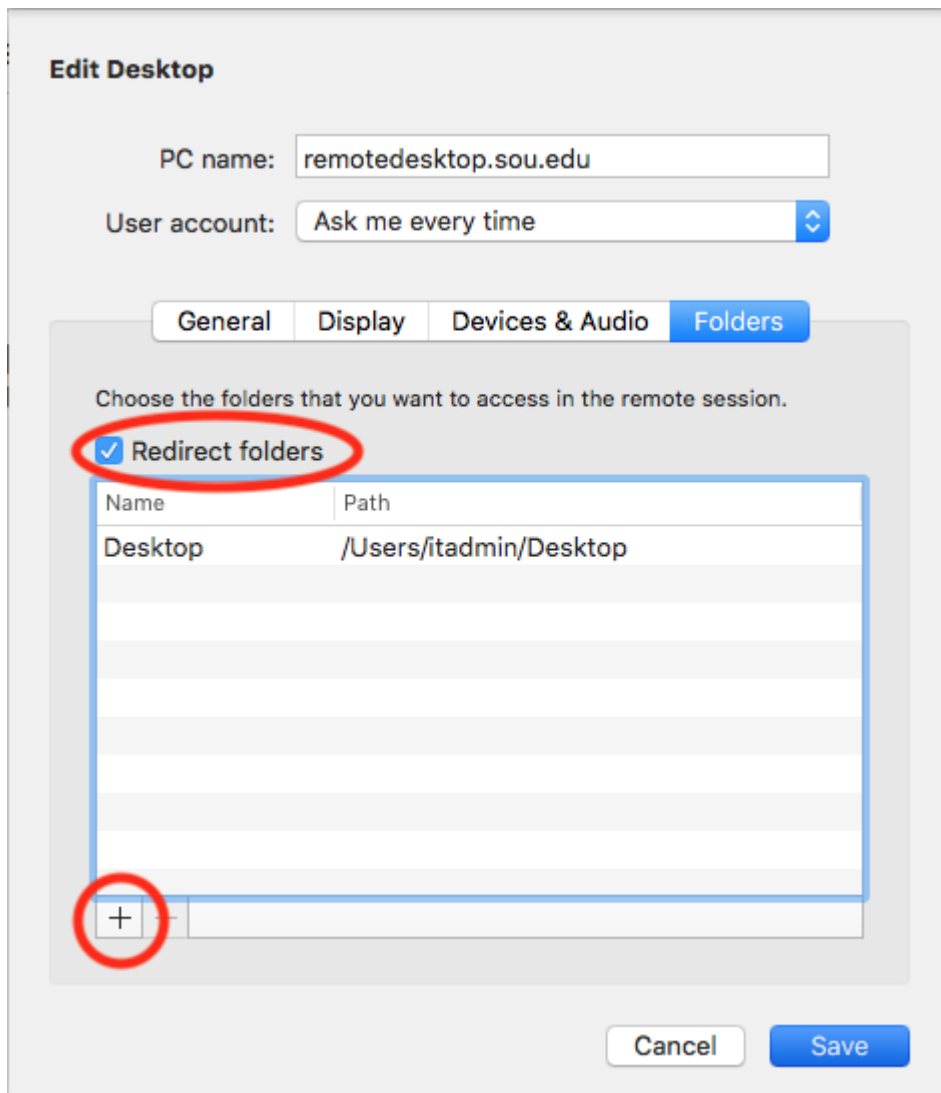 Edit Desktop
PC name: remotedesktop.sou.edu
User account: Ask me every time
General Display Devices & Audio Folders
Choose the folders that you want to access in the remote session.
Redirect folders
Name Path
Desktop /Users/itadmin/Desktop
Cancel Save